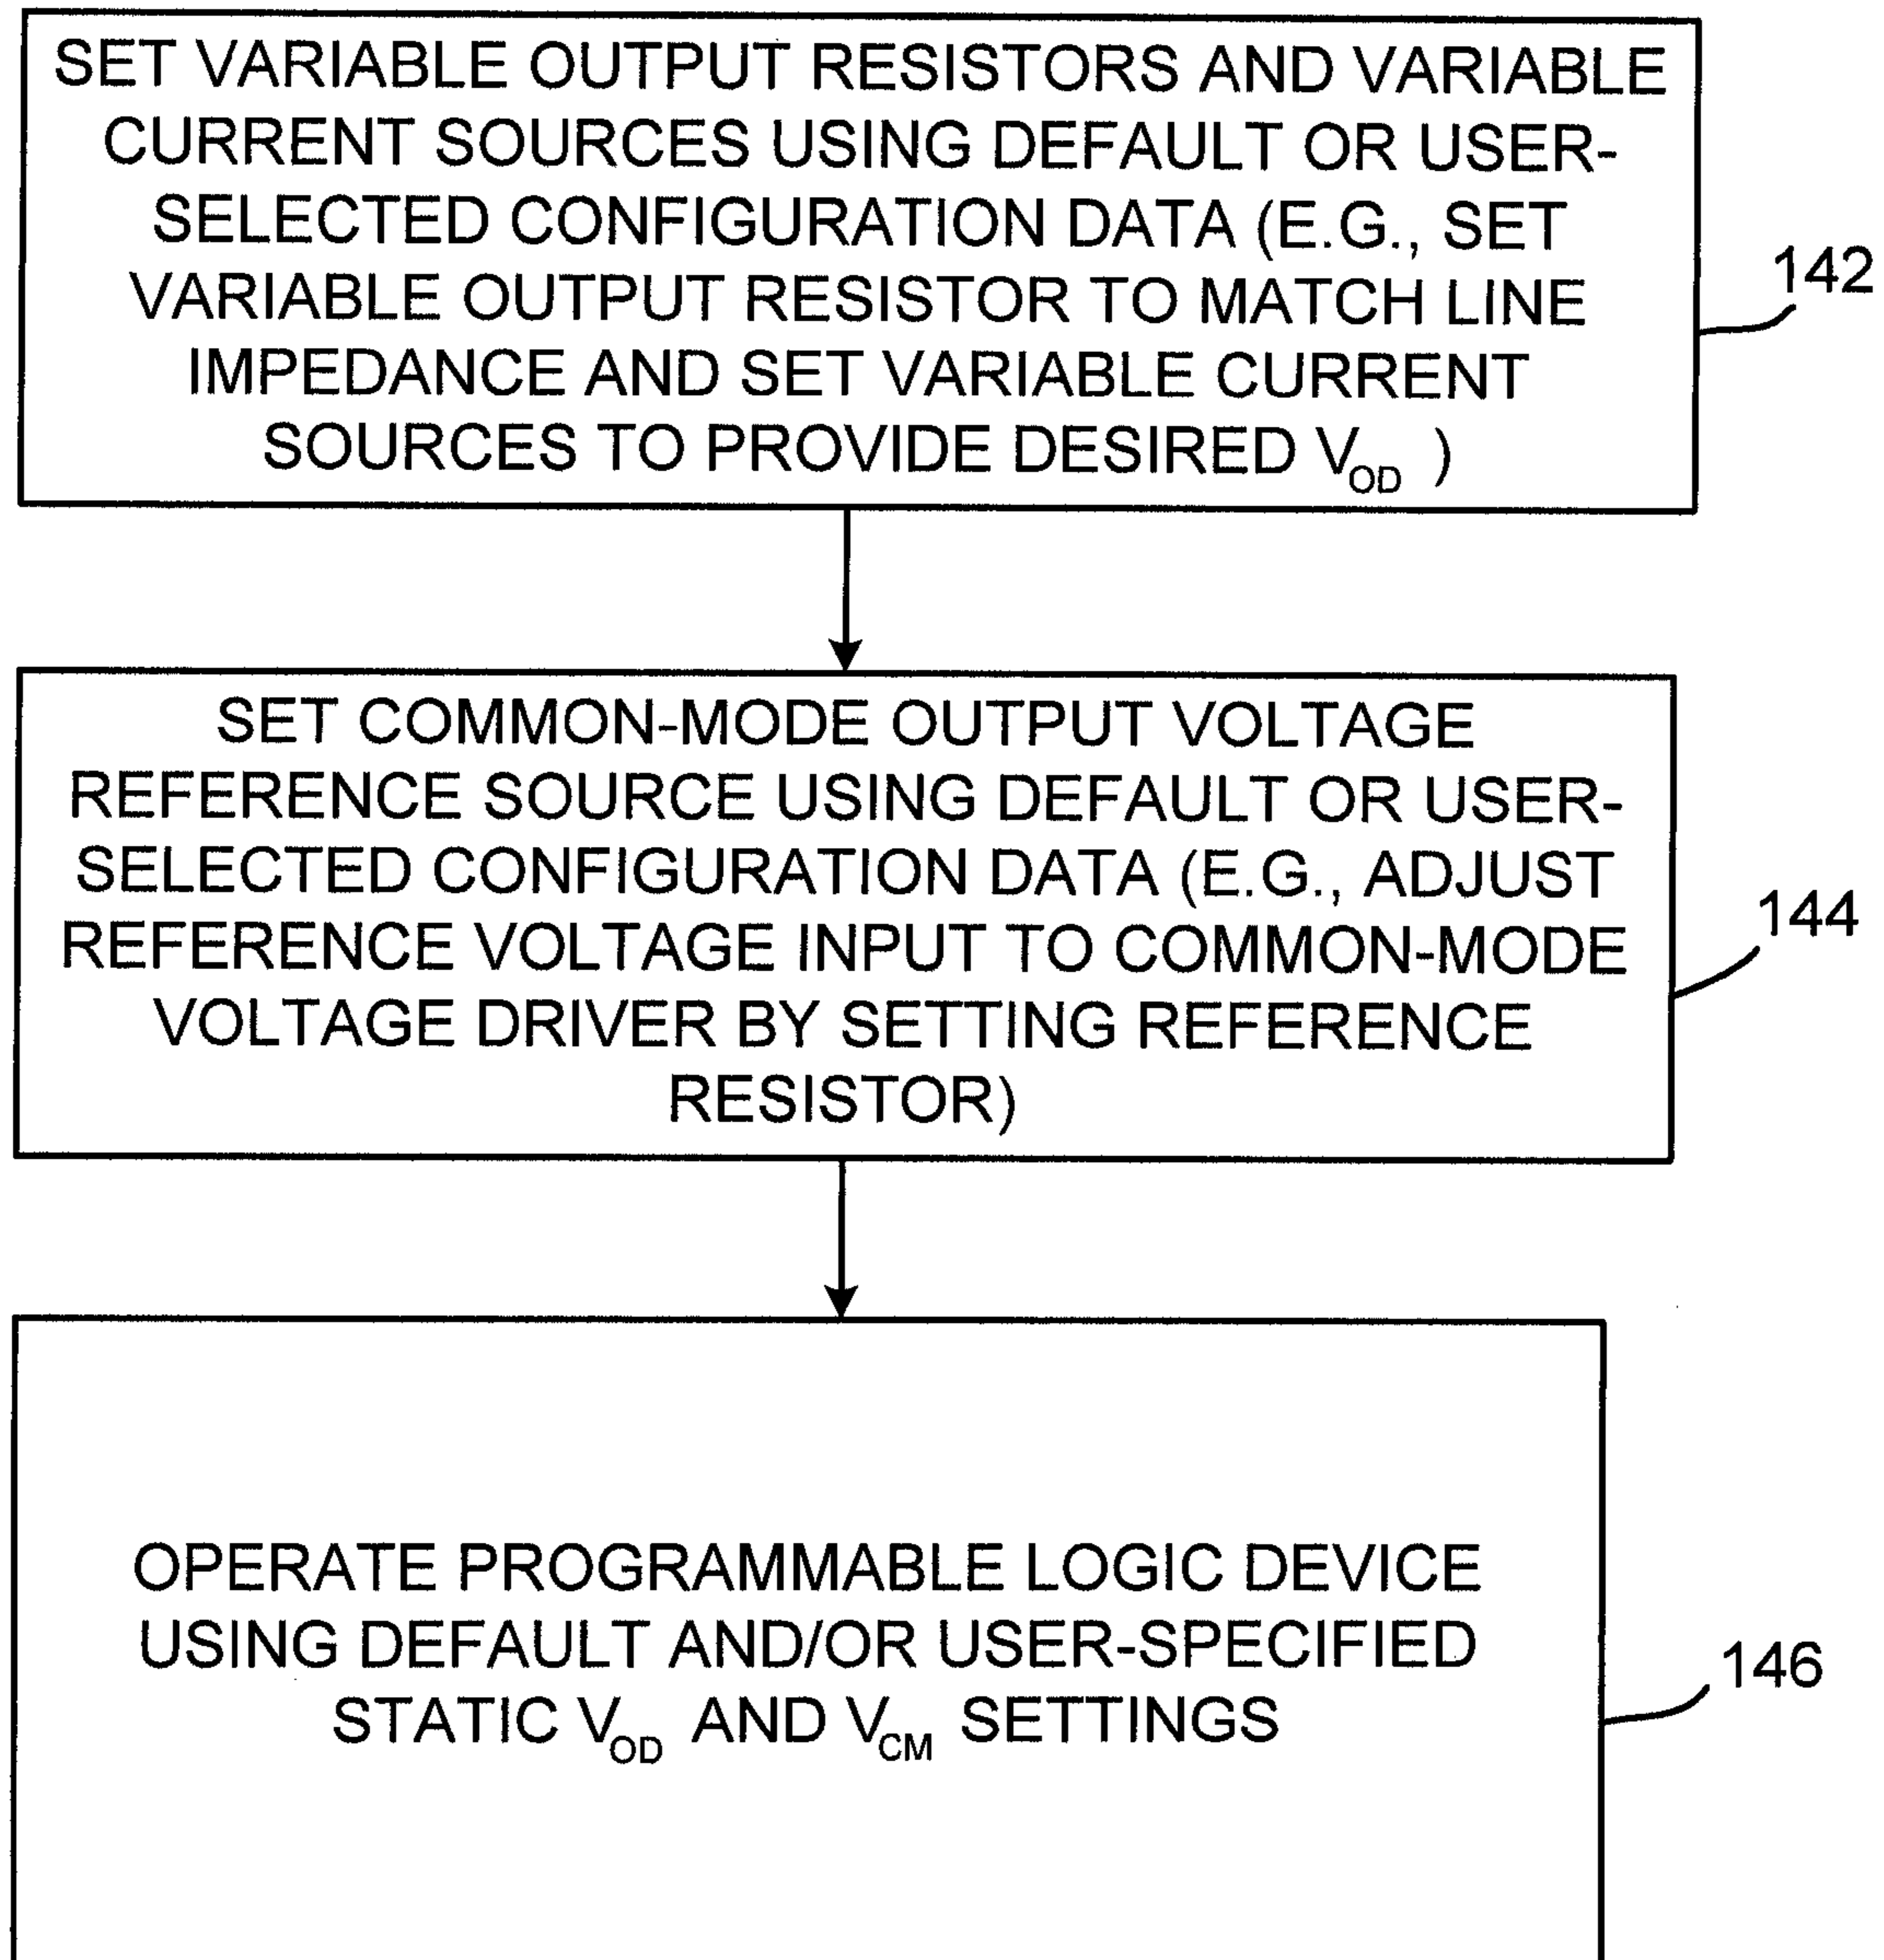 SET VARIABLE OUTPUT RESISTORS AND VARIABLE
CURRENT SOURCES USING DEFAULT OR USER-
SELECTED CONFIGURATION DATA (E.G., SET
VARIABLE OUTPUT RESISTOR TO MATCH LINE
IMPEDANCE AND SET VARIABLE CURRENT
SOURCES TO PROVIDE DESIRED V_OD )
142
SET COMMON-MODE OUTPUT VOLTAGE
REFERENCE SOURCE USING DEFAULT OR USER-
SELECTED CONFIGURATION DATA (E.G., ADJUST
REFERENCE VOLTAGE INPUT TO COMMON-MODE
VOLTAGE DRIVER BY SETTING REFERENCE
RESISTOR)
144
OPERATE PROGRAMMABLE LOGIC DEVICE
USING DEFAULT AND/OR USER-SPECIFIED
STATIC V_OD AND V_CM SETTINGS
146